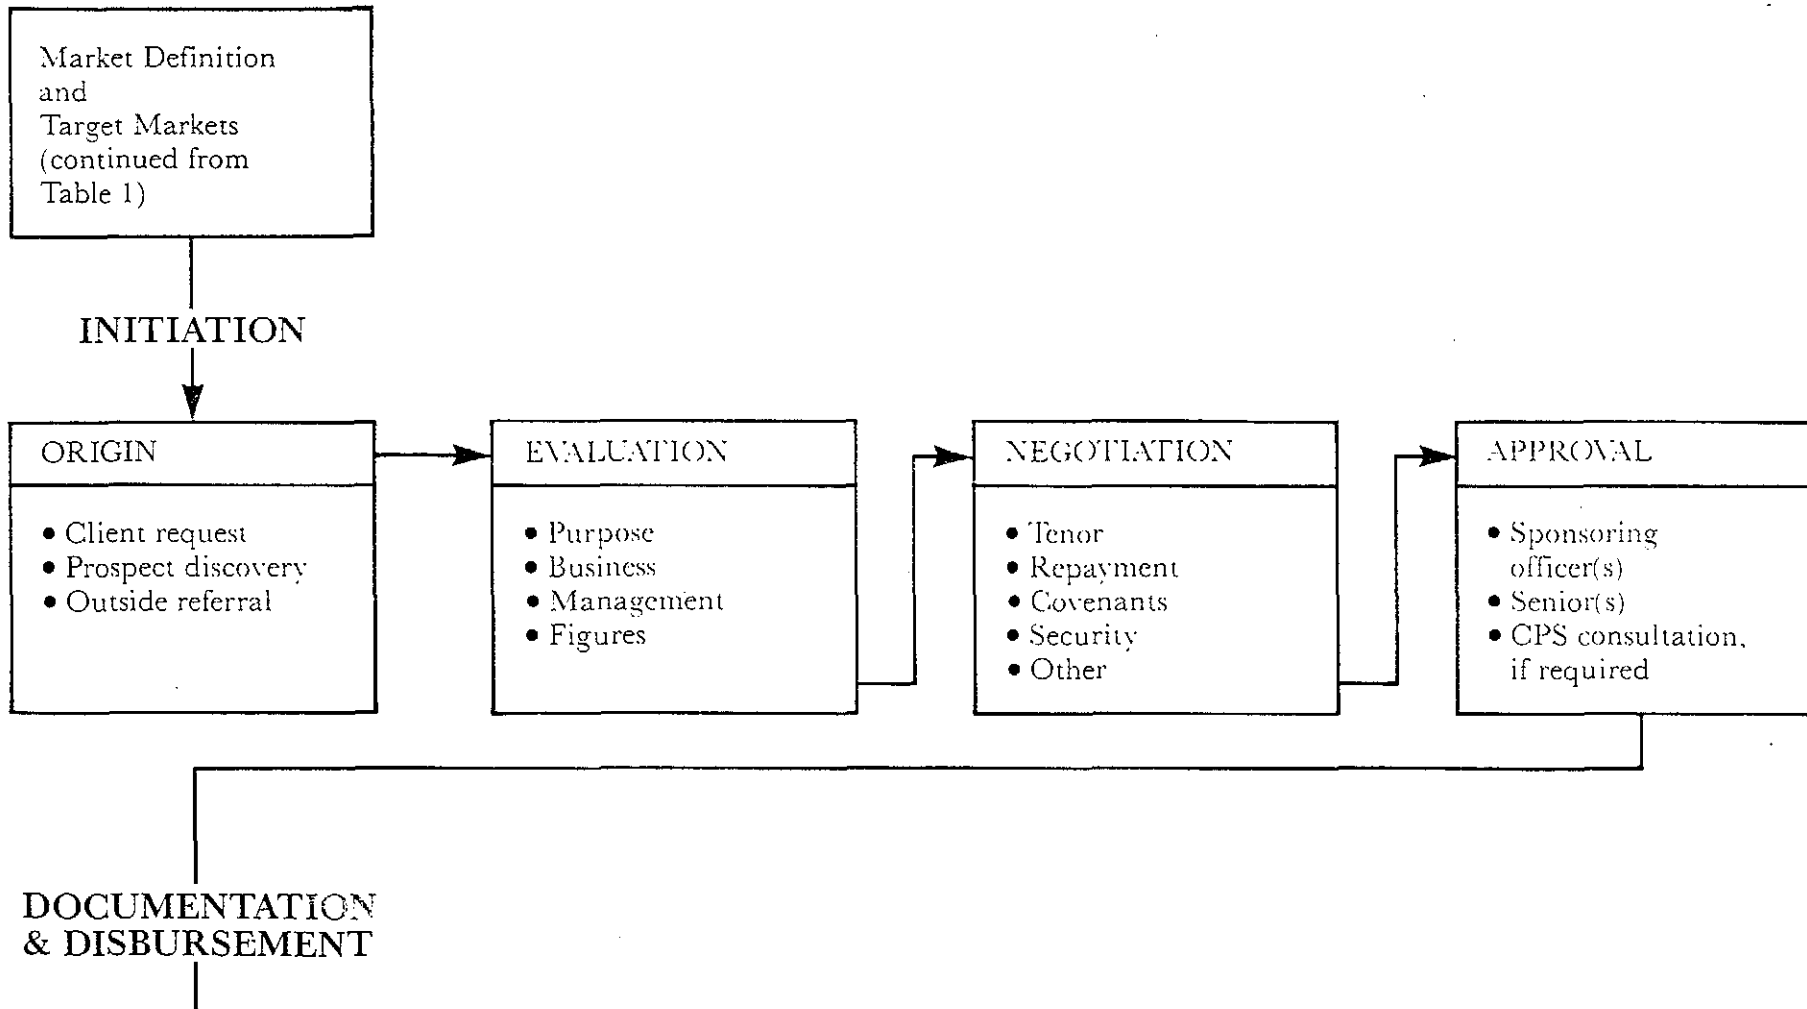 Market Definition
and
Target Markets
(continued from
Table 1)
INITIATION
ORIGIN
• Client request
• Prospect discovery
• Outside referral
EVALUATION
• Purpose
• Business
• Management
• Figures
NEGOTIATION
• Tenor
• Repayment
• Covenants
• Security
• Other
APPROVAL
• Sponsoring
officer(s)
• Senior(s)
• CPS consultation,
if required
DOCUMENTATION
& DISBURSEMENT